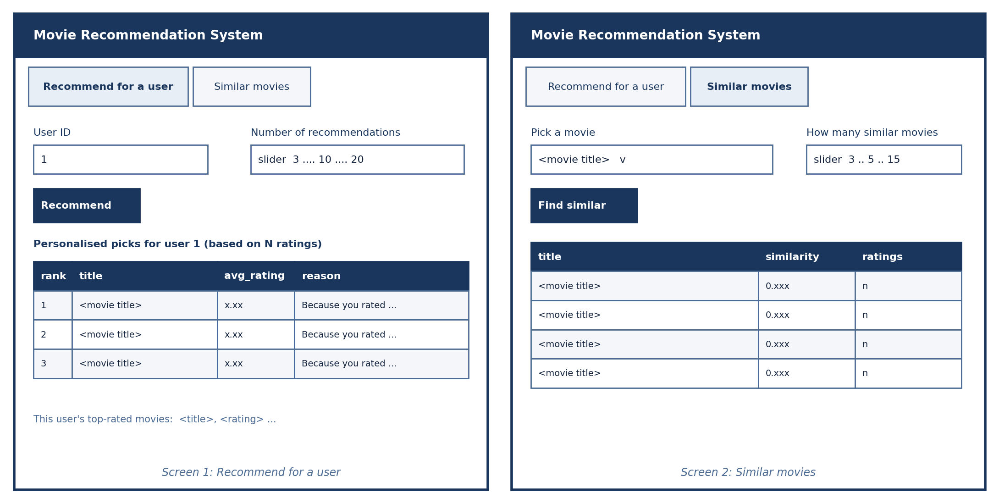 Movie Recommendation System
Recommend for a user Similar movies
User ID Number of recommendations
1 slider 3 .... 10 .... 20
Recommend
Personalised picks for user 1 (based on N ratings)
rank title avg_rating reason
1 <movie title> x.xx Because you rated ...
2 <movie title> x.xx Because you rated ...
3 <movie title> x.xx Because you rated ...
This user's top-rated movies: <title>, <rating> ...
Screen 1: Recommend for a user
Movie Recommendation System
Recommend for a user Similar movies
Pick a movie How many similar movies
<movie title> v slider 3 .. 5 .. 15
Find similar
title similarity ratings
<movie title> 0.xxx n
<movie title> 0.xxx n
<movie title> 0.xxx n
<movie title> 0.xxx n
Screen 2: Similar movies